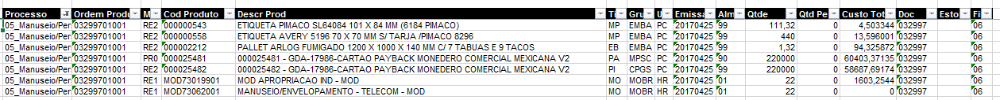 Processo Ordem Produ M Cod Produto Descr Prod Ti Gru U Emissa Alm Qtde Qtd Pe Custo Tot Doc Esto Fi
05_Manuseio/Per 03299701001 RE2 000000543 ETIQUETA PIMACO SL64084 101 X 84 MM (6184 PIMACO) MP EMBA PC 20170425 99 111,32 0 4,503344 032997 06
05_Manuseio/Per 03299701001 RE2 000000558 ETIQUETA AVERY 5196 70 X 70 MM S/ TARJA /PIMACO 8296 MP EMBA PC 20170425 99 440 0 13,596001 032997 06
05_Manuseio/Per 03299701001 RE2 000002212 PALLET ARLOG FUMIGADO 1200 X 1000 X 140 MM C/ 7 TABUAS E 9 TACOS EB EMBA PC 20170425 99 1,32 0 94,325872 032997 06
05_Manuseio/Per 03299701001 PR0 000025481 0000025481 - GDA-17986-CARTAO PAYBACK MONEDERO COMERCIAL MEXICANA V2 PA MPSC PC 20170425 90 220000 0 60403,37135 032997 06
05_Manuseio/Per 03299701001 RE2 000025482 0000025482 - GDA-17986-CARTAO PAYBACK MONEDERO COMERCIAL MEXICANA V2 PI CPGS PC 20170425 99 220000 0 58687,69174 032997 06
05_Manuseio/Per 03299701001 RE1 MOD73019901 MOD APROPRIACAO IND - MOD MO MOBR HR 20170425 01 22 0 1603,2544 032997 06
05_Manuseio/Per 03299701001 RE1 MOD73062001 MANUSEIO/ENVELOPAMENTO - TELECOM - MOD MO MOBR HR 20170425 01 22 0 0 032997 06